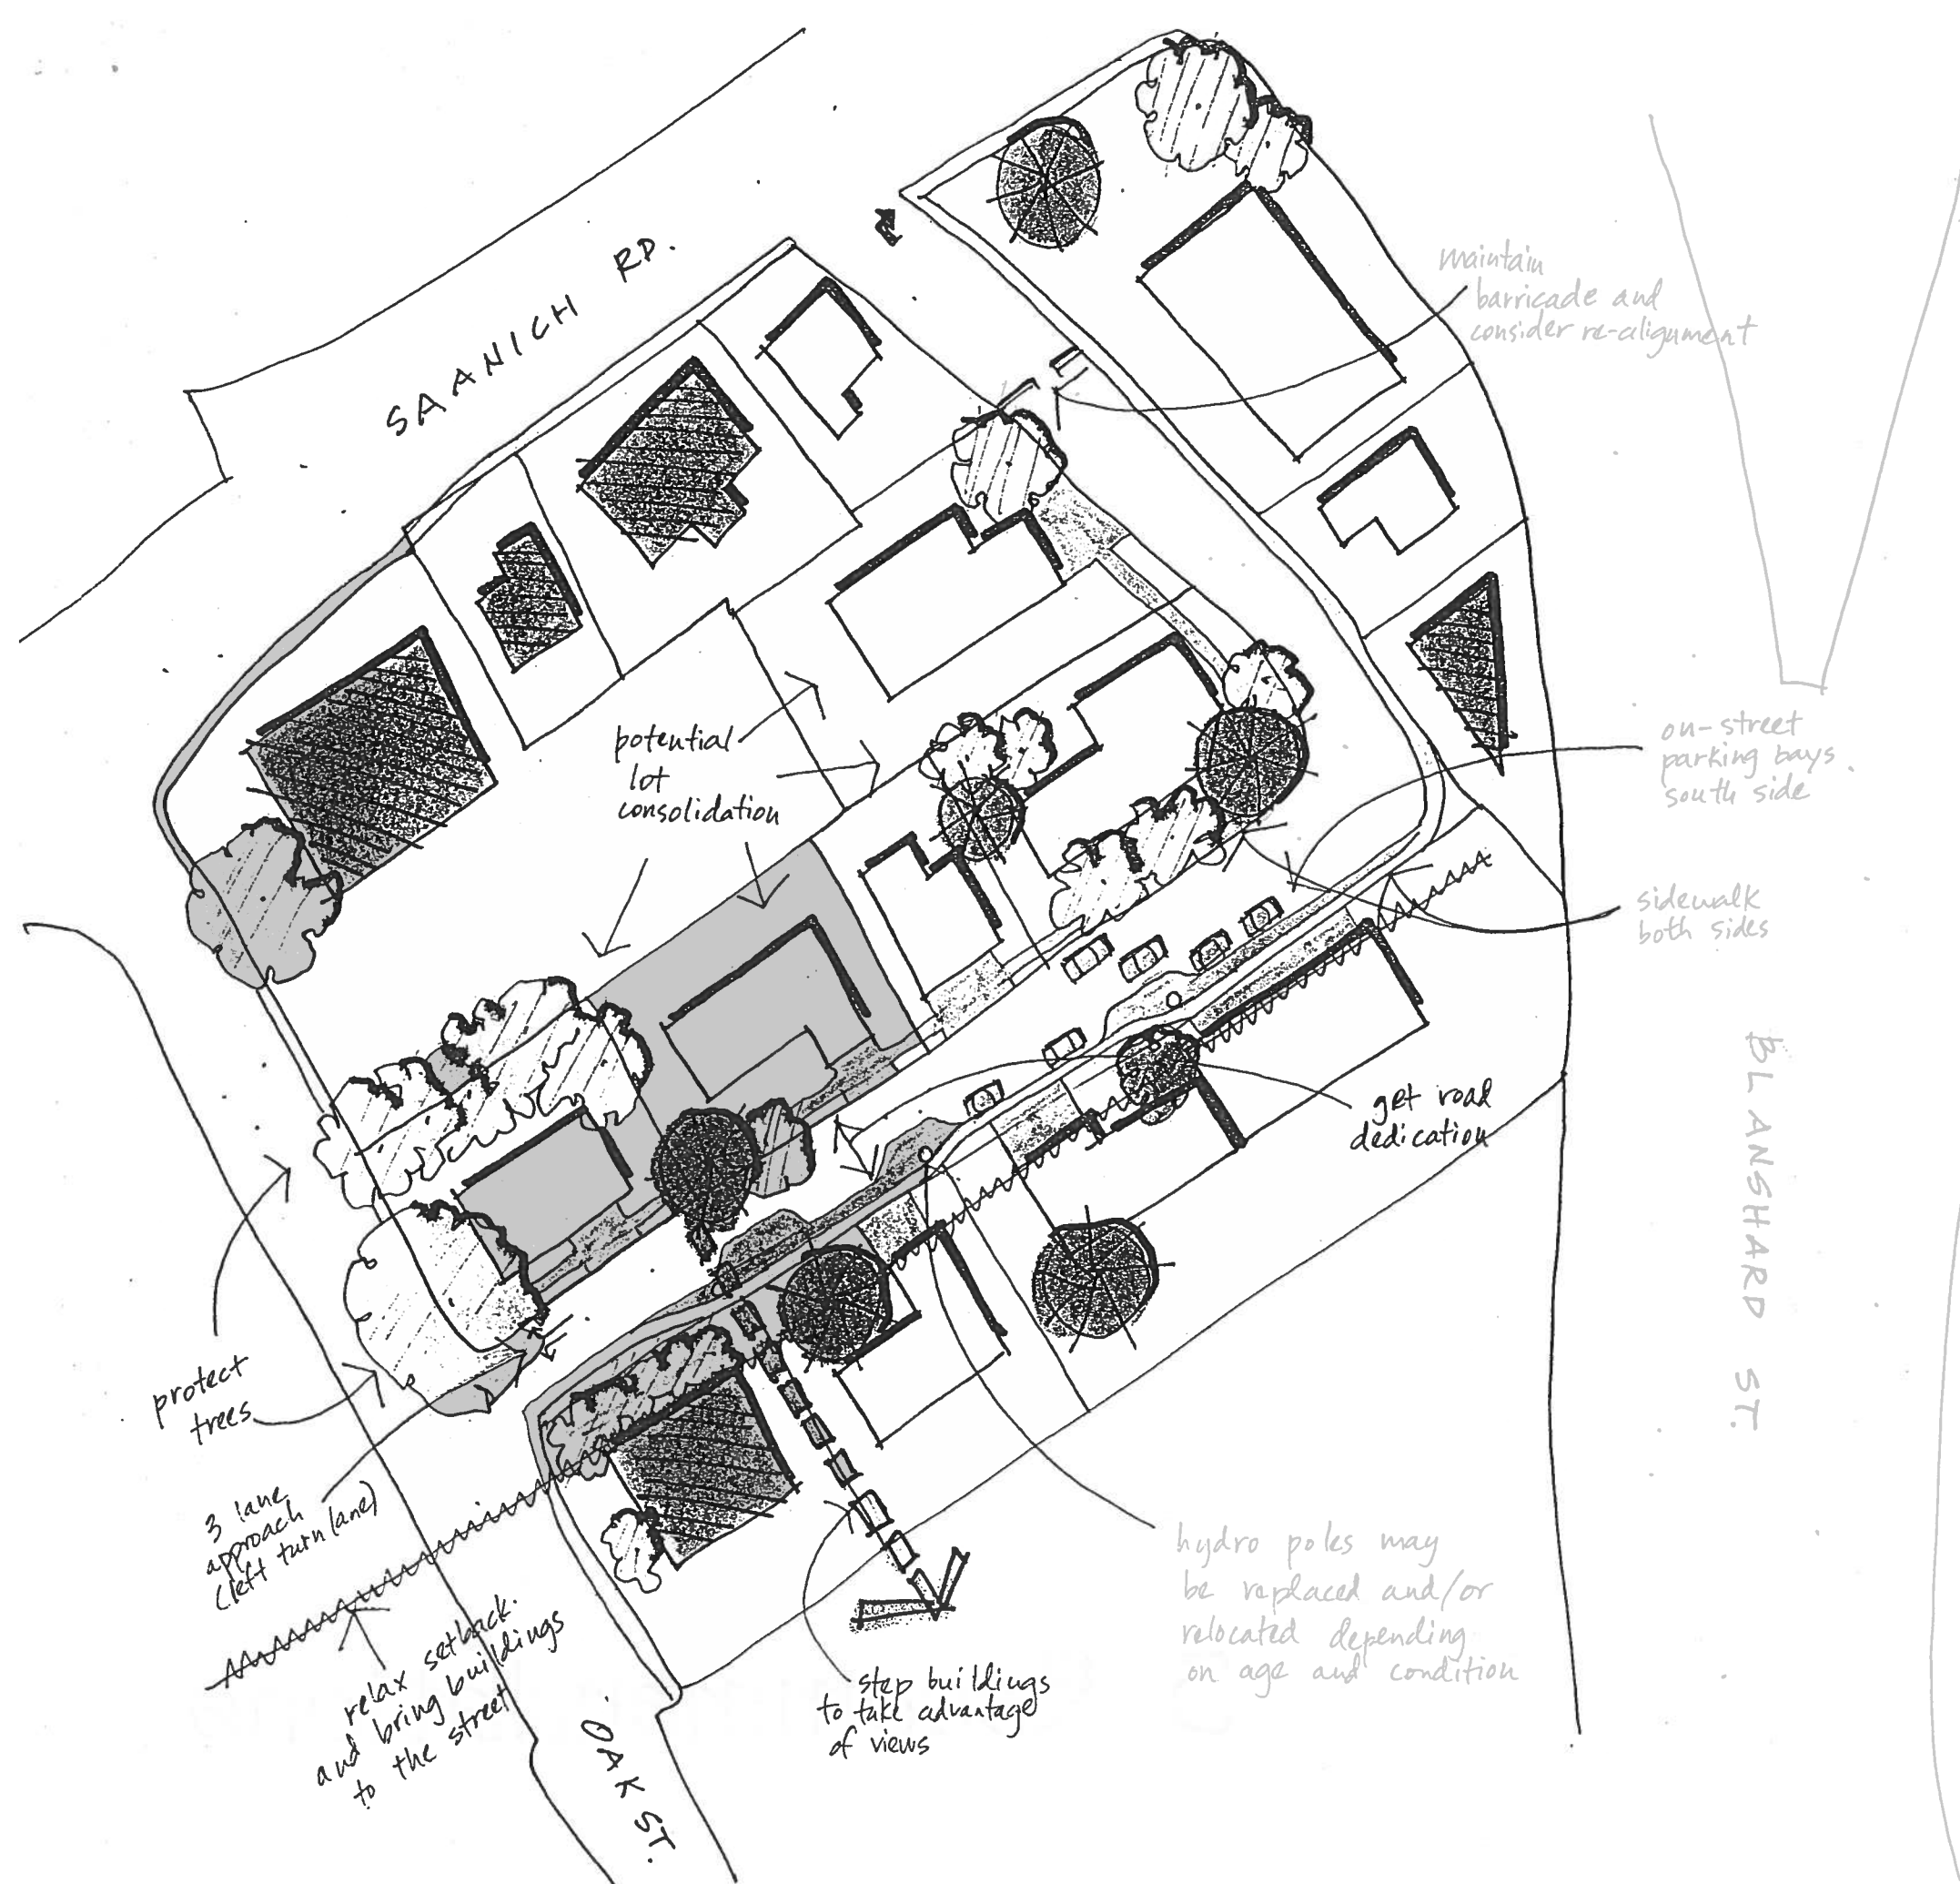 SAANICH RD.
maintain
barricade and
consider re-alignment
potential
lot
consolidation
on-street
parking bays
south side
sidewalk
both sides
get road
dedication
BLANSHARD ST.
protect
trees
3 lane
approach
(left turn lane)
relax setback
and bring buildings
to the street
OAK ST.
step buildings
to take advantage
of views
hydro poles may
be replaced and/or
relocated depending
on age and condition